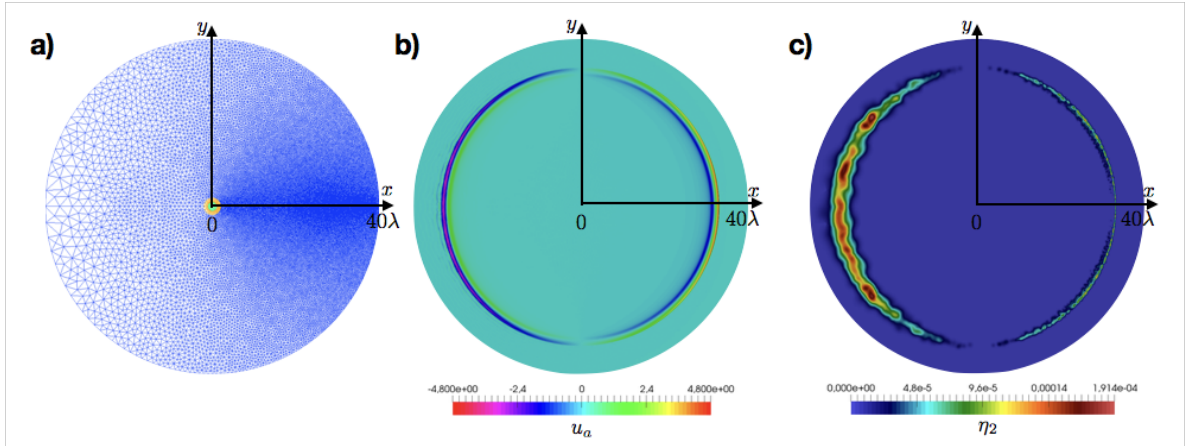 a)
y
x
0
40λ
b)
y
x
0
40λ
-4,800e+00 -2,4 0 2,4 4,800e+00
u_a
c)
y
x
0
40λ
0,000e+00 4,8e-5 9,6e-5 0,00014 1,914e-04
η₂